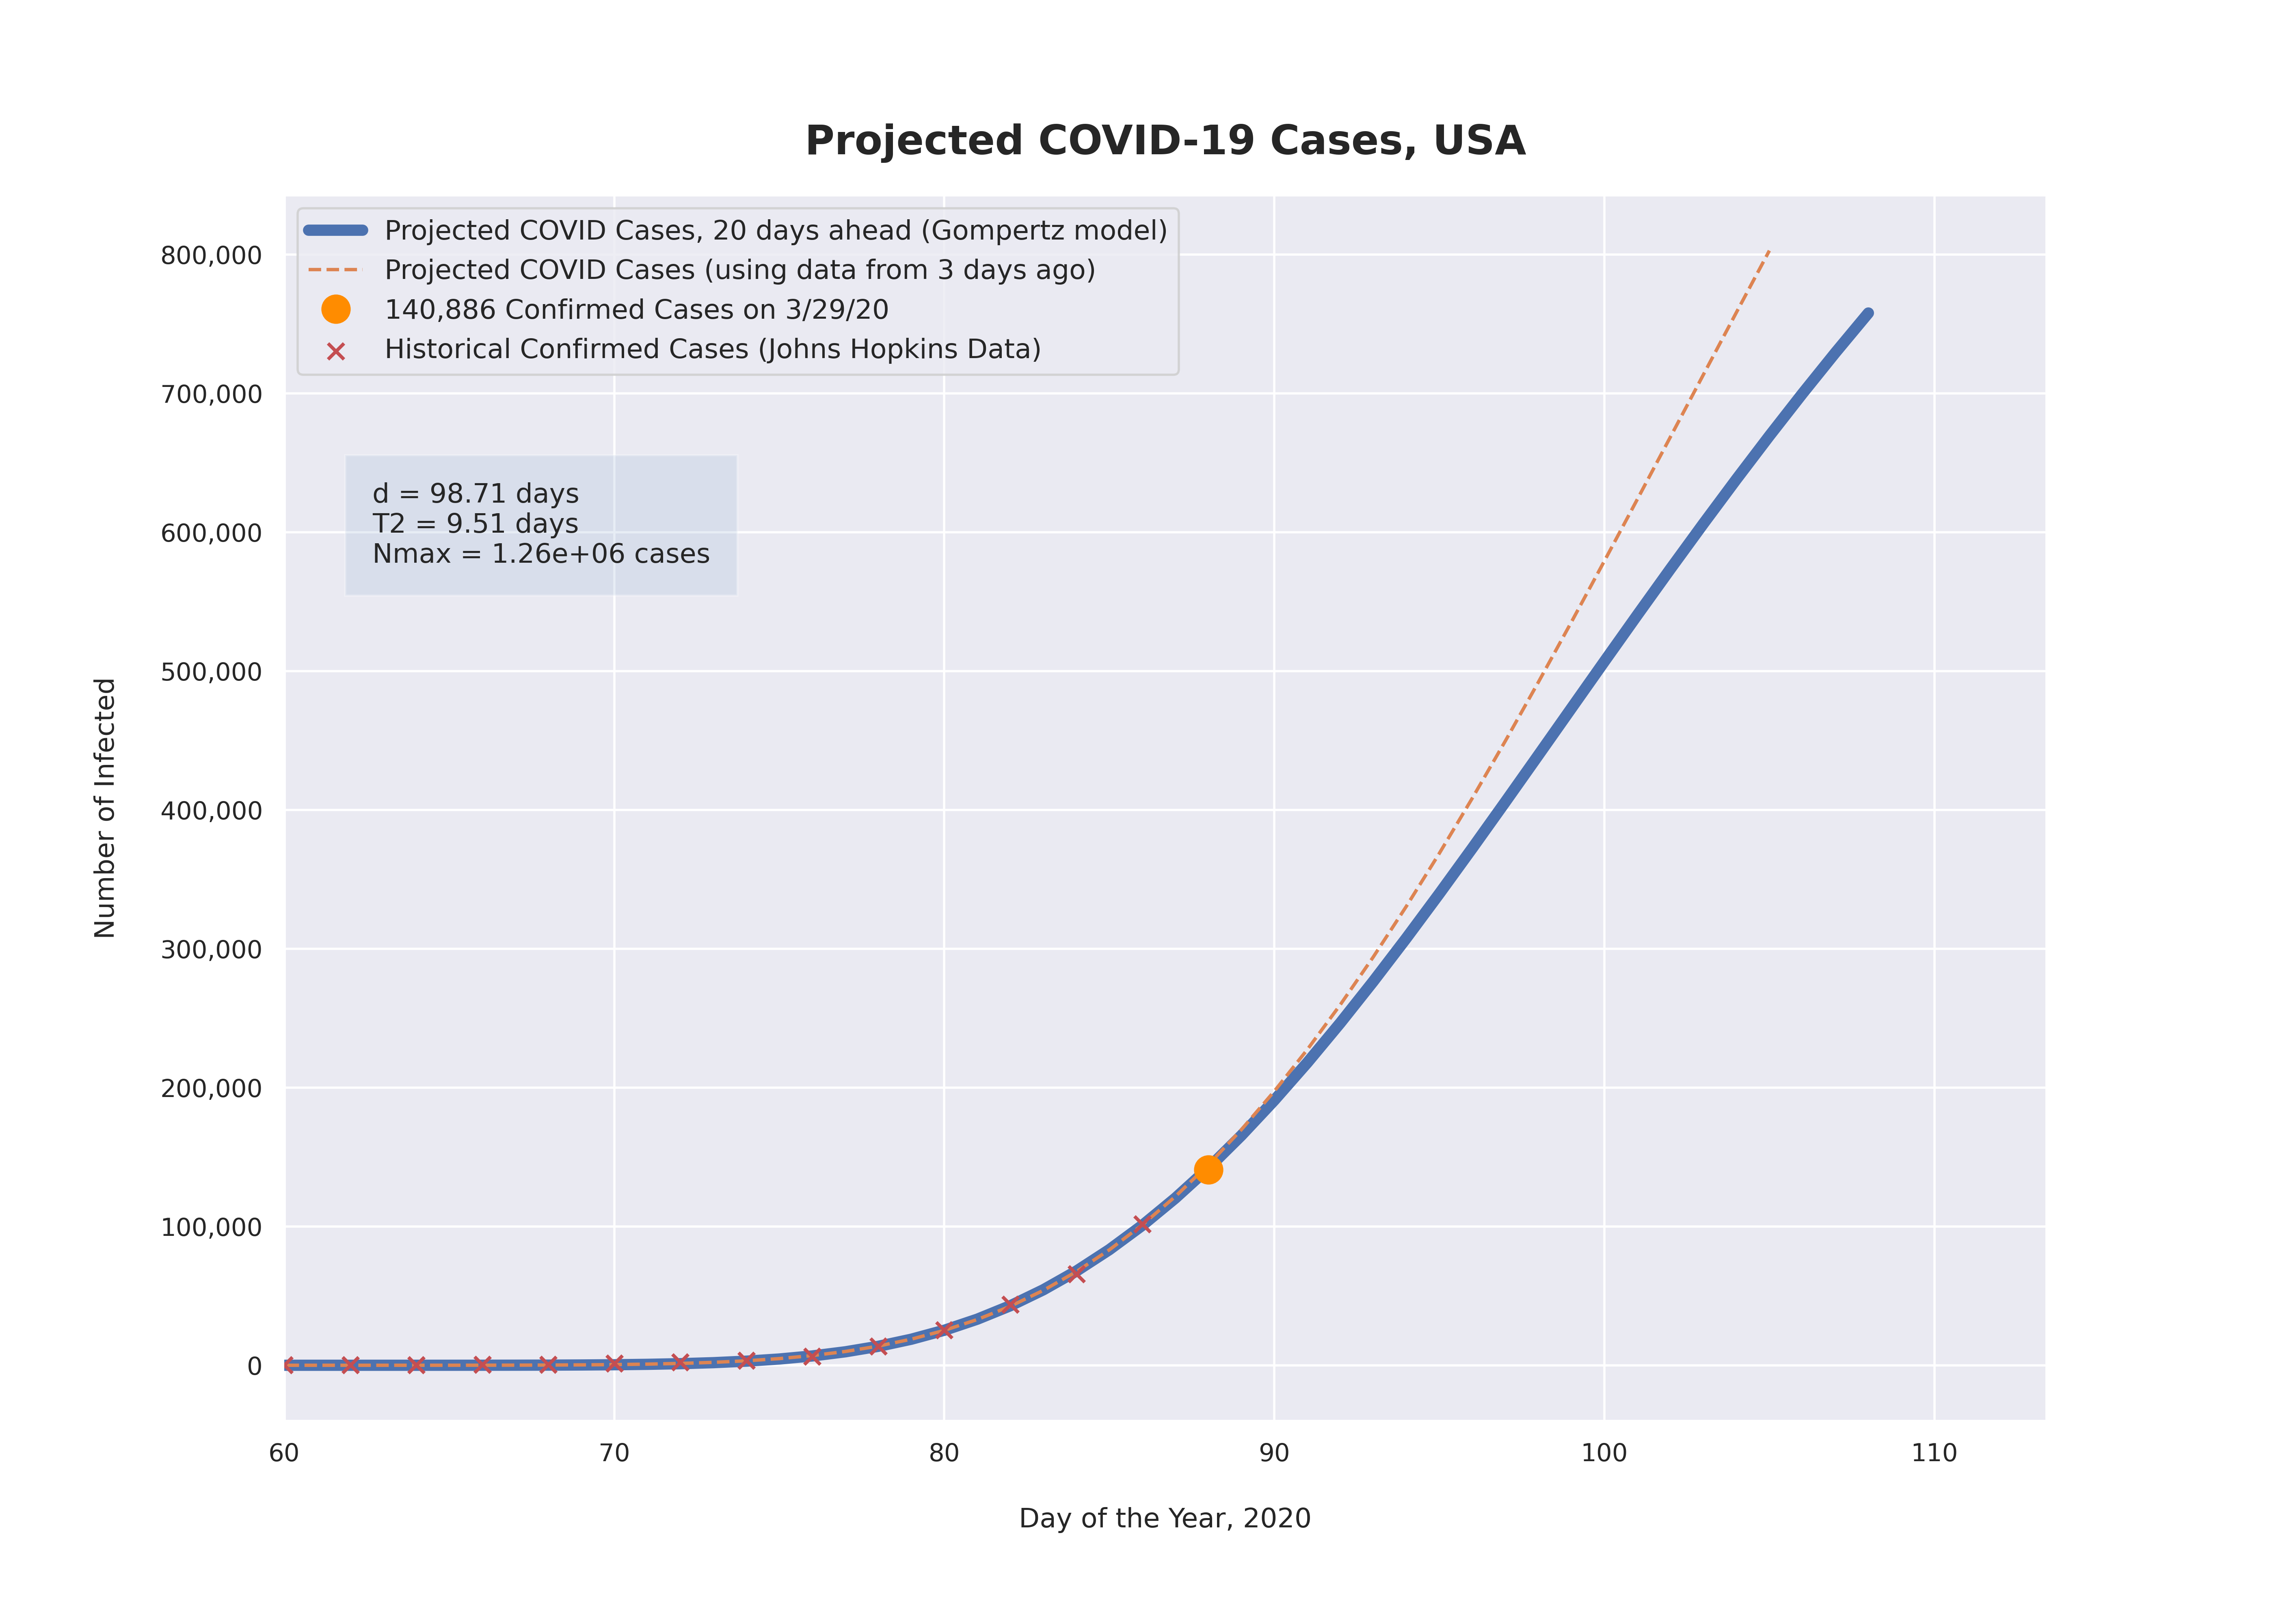 Projected COVID-19 Cases, USA
Projected COVID Cases, 20 days ahead (Gompertz model)
Projected COVID Cases (using data from 3 days ago)
140,886 Confirmed Cases on 3/29/20
Historical Confirmed Cases (Johns Hopkins Data)
d = 98.71 days
T2 = 9.51 days
Nmax = 1.26e+06 cases
Number of Infected
800,000
700,000
600,000
500,000
400,000
300,000
200,000
100,000
0
60 70 80 90 100 110
Day of the Year, 2020